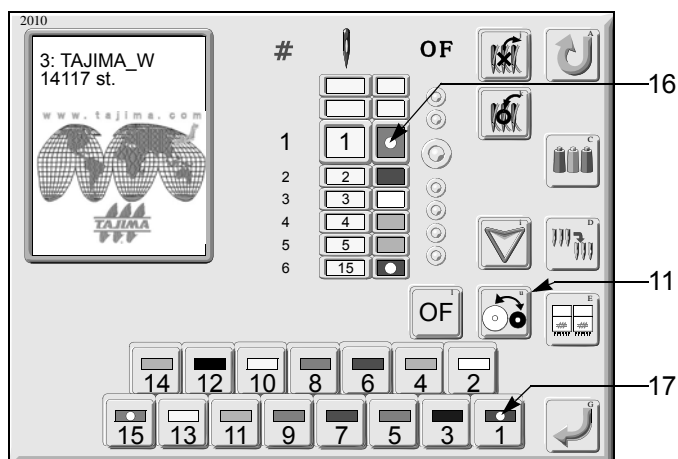 2010
3: TAJIMA_W
14117 st.
www.tajima.com
TAJIMA
# OF
1 1
2 2
3 3
4 4
5 5
6 15
A
C
D
E
G
I
I
u
OF
16
11
17
14 12 10 8 6 4 2
15 13 11 9 7 5 3 1